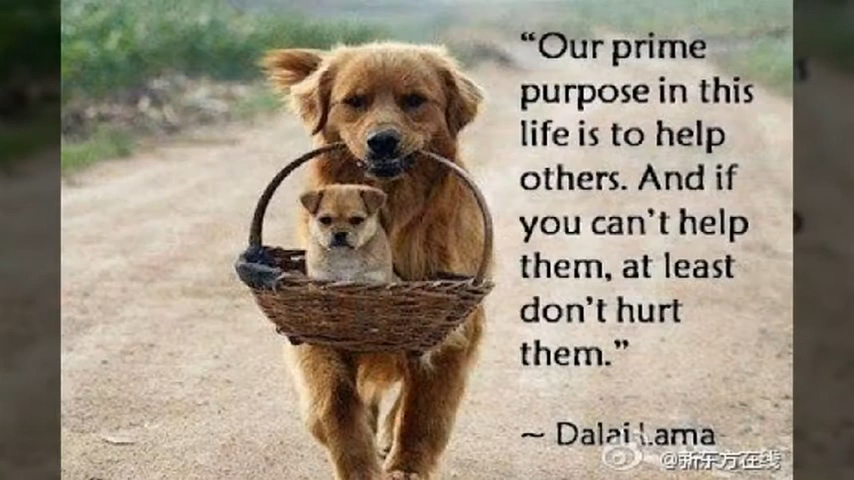 “Our prime
purpose in this
life is to help
others. And if
you can’t help
them, at least
don’t hurt
them.”
~ Dalai Lama
@新东方在线